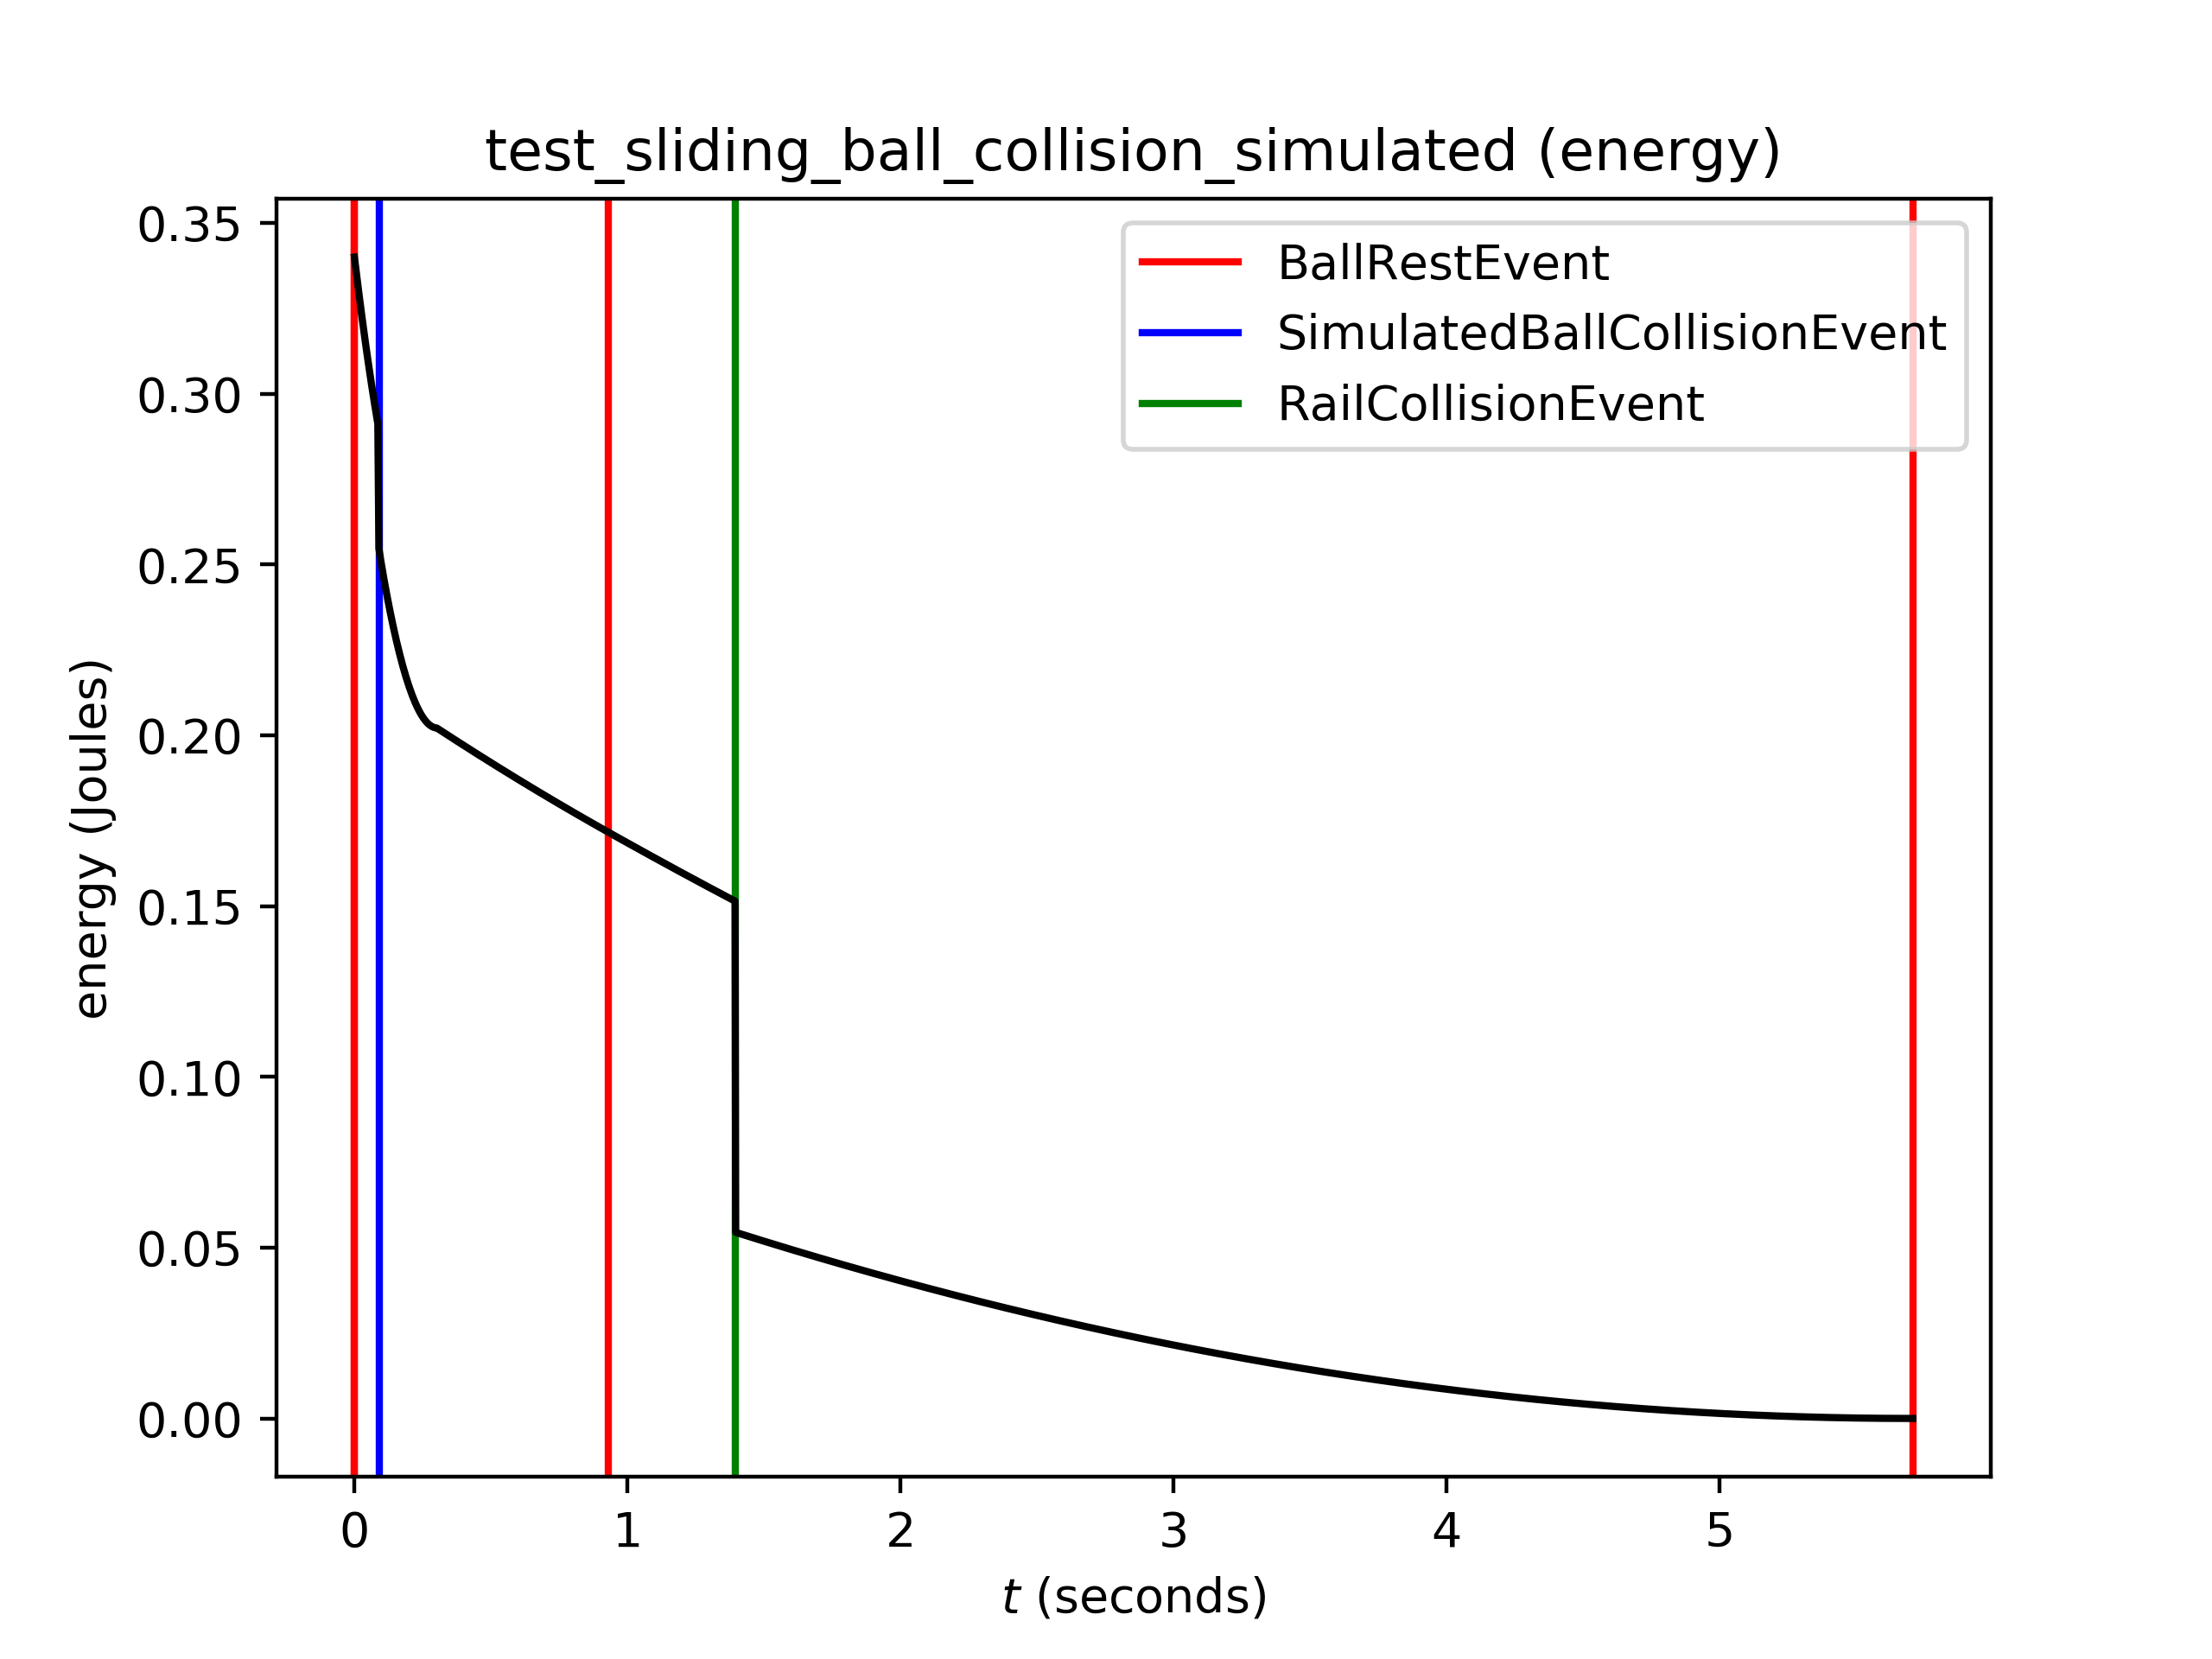 test_sliding_ball_collision_simulated (energy)
BallRestEvent
SimulatedBallCollisionEvent
RailCollisionEvent
energy (Joules)
0.35
0.30
0.25
0.20
0.15
0.10
0.05
0.00
0 1 2 3 4 5
t (seconds)